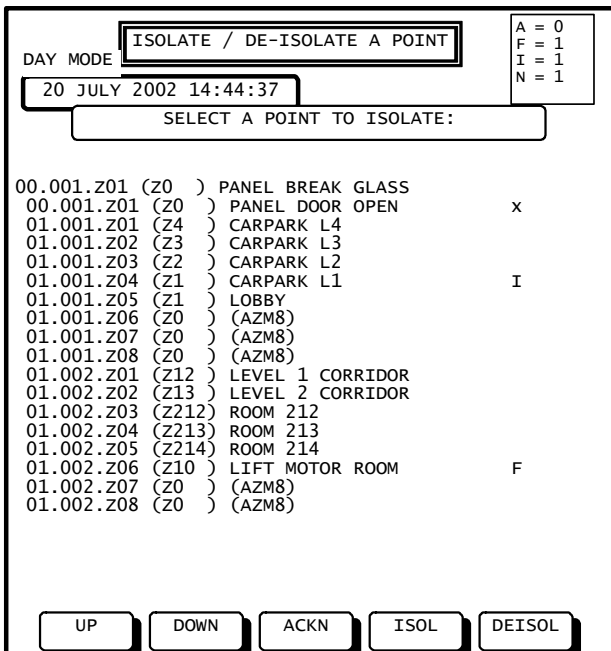 ISOLATE / DE-ISOLATE A POINT
A = 0
F = 1
I = 1
N = 1
DAY MODE
20 JULY 2002 14:44:37
SELECT A POINT TO ISOLATE:
00.001.Z01 (Z0  ) PANEL BREAK GLASS
00.001.Z01 (Z0  ) PANEL DOOR OPEN x
01.001.Z01 (Z4  ) CARPARK L4
01.001.Z02 (Z3  ) CARPARK L3
01.001.Z03 (Z2  ) CARPARK L2
01.001.Z04 (Z1  ) CARPARK L1 I
01.001.Z05 (Z1  ) LOBBY
01.001.Z06 (Z0  ) (AZM8)
01.001.Z07 (Z0  ) (AZM8)
01.001.Z08 (Z0  ) (AZM8)
01.002.Z01 (Z12 ) LEVEL 1 CORRIDOR
01.002.Z02 (Z13 ) LEVEL 2 CORRIDOR
01.002.Z03 (Z212) ROOM 212
01.002.Z04 (Z213) ROOM 213
01.002.Z05 (Z214) ROOM 214
01.002.Z06 (Z10 ) LIFT MOTOR ROOM F
01.002.Z07 (Z0  ) (AZM8)
01.002.Z08 (Z0  ) (AZM8)
UP DOWN ACKN ISOL DEISOL